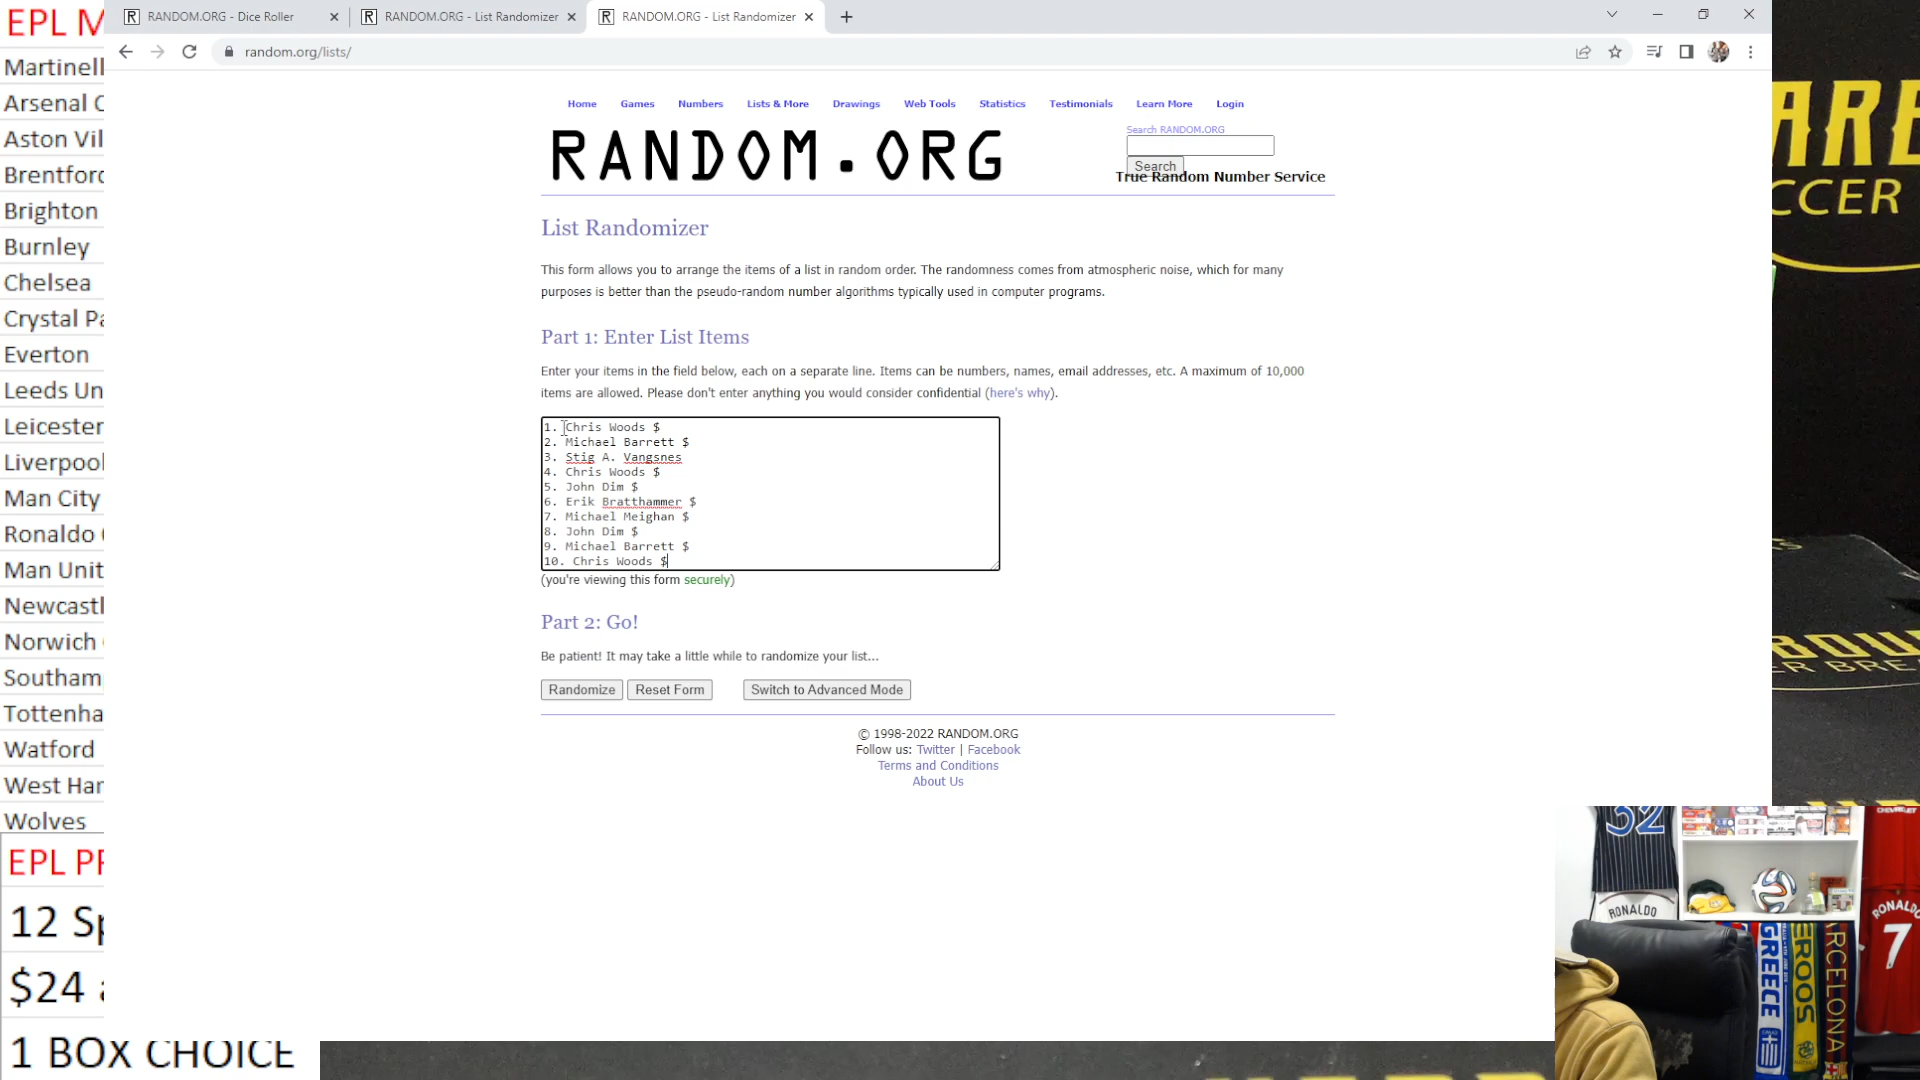 EPL M
Martinell
Arsenal
Aston Vil
Brentford
Brighton
Burnley
Chelsea
Crystal Pa
Everton
Leeds Un
Leicester
Liverpool
Man City
Ronaldo
Man Unit
Newcastl
Norwich
Southam
Tottenha
Watford
West Har
Wolves
EPL PR
12 Sp
$24
1 BOX CHOICE
RANDOM.ORG - Dice Roller
RANDOM.ORG - List Randomizer
RANDOM.ORG - List Randomizer
random.org/lists/
Home Games Numbers Lists & More Drawings Web Tools Statistics Testimonials Learn More Login
RANDOM.ORG
Search RANDOM.ORG
Search
True Random Number Service
List Randomizer
This form allows you to arrange the items of a list in random order. The randomness comes from atmospheric noise, which for many
purposes is better than the pseudo-random number algorithms typically used in computer programs.
Part 1: Enter List Items
Enter your items in the field below, each on a separate line. Items can be numbers, names, email addresses, etc. A maximum of 10,000
items are allowed. Please don't enter anything you would consider confidential (here's why).
1. Chris Woods $
2. Michael Barrett $
3. Stig A. Vangsnes
4. Chris Woods $
5. John Dim $
6. Erik Bratthammer $
7. Michael Meighan $
8. John Dim $
9. Michael Barrett $
10. Chris Woods $
(you're viewing this form securely)
Part 2: Go!
Be patient! It may take a little while to randomize your list...
Randomize Reset Form Switch to Advanced Mode
© 1998-2022 RANDOM.ORG
Follow us: Twitter | Facebook
Terms and Conditions
About Us
ARE
CCER
BOU
ER BRE
32
RONALDO
RONALDO
7
CHEVROLET
GREECE
EROOS
ARCELONA